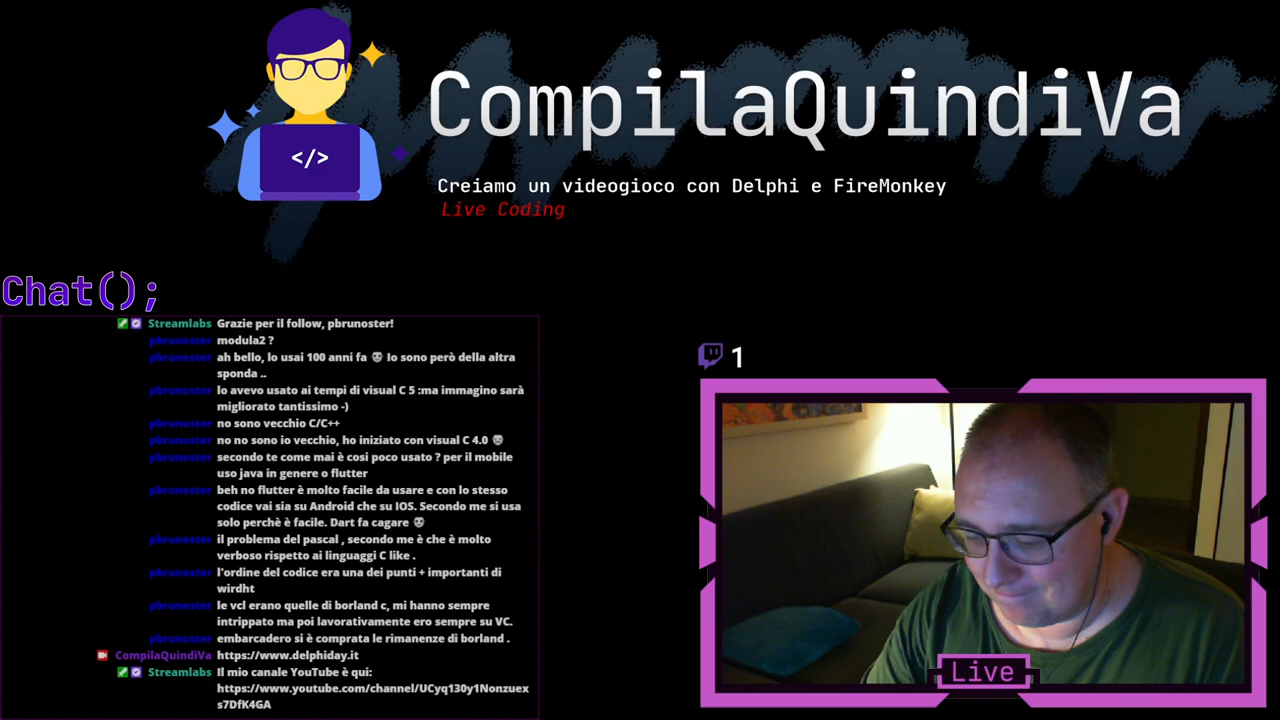 </>
CompilaQuindiVa
Creiamo un videogioco con Delphi e FireMonkey
Live Coding
Chat();
Streamlabs Grazie per il follow, pbrunoster!
pbrunoster modula2 ?
pbrunoster ah bello, lo usai 100 anni fa Io sono però della altra
sponda ..
pbrunoster lo avevo usato ai tempi di visual C 5 :ma immagino sarà
migliorato tantissimo -)
pbrunoster no sono vecchio C/C++
pbrunoster no no sono io vecchio, ho iniziato con visual C 4.0
pbrunoster secondo te come mai è cosi poco usato ? per il mobile
uso java in genere o flutter
pbrunoster beh no flutter è molto facile da usare e con lo stesso
codice vai sia su Android che su IOS. Secondo me si usa
solo perchè è facile. Dart fa cagare
pbrunoster il problema del pascal , secondo me è che è molto
verboso rispetto ai linguaggi C like .
pbrunoster l'ordine del codice era una dei punti + importanti di
wirdht
pbrunoster le vcl erano quelle di borland c, mi hanno sempre
intrippato ma poi lavorativamente ero sempre su VC.
pbrunoster embarcadero si è comprata le rimanenze di borland .
CompilaQuindiVa https://www.delphiday.it
Streamlabs Il mio canale YouTube è qui:
https://www.youtube.com/channel/UCyq130y1Nonzuex
s7DfK4GA
1
Live